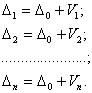 Δ₁ = Δ₀ + V₁;
Δ₂ = Δ₀ + V₂;
......................;
Δₙ = Δ₀ + Vₙ.